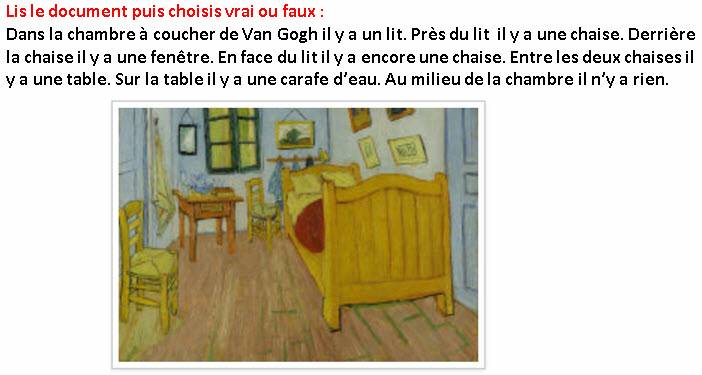 Lis le document puis choisis vrai ou faux :
Dans la chambre à coucher de Van Gogh il y a un lit. Près du lit il y a une chaise. Derrière
la chaise il y a une fenêtre. En face du lit il y a encore une chaise. Entre les deux chaises il
y a une table. Sur la table il y a une carafe d'eau. Au milieu de la chambre il n'y a rien.